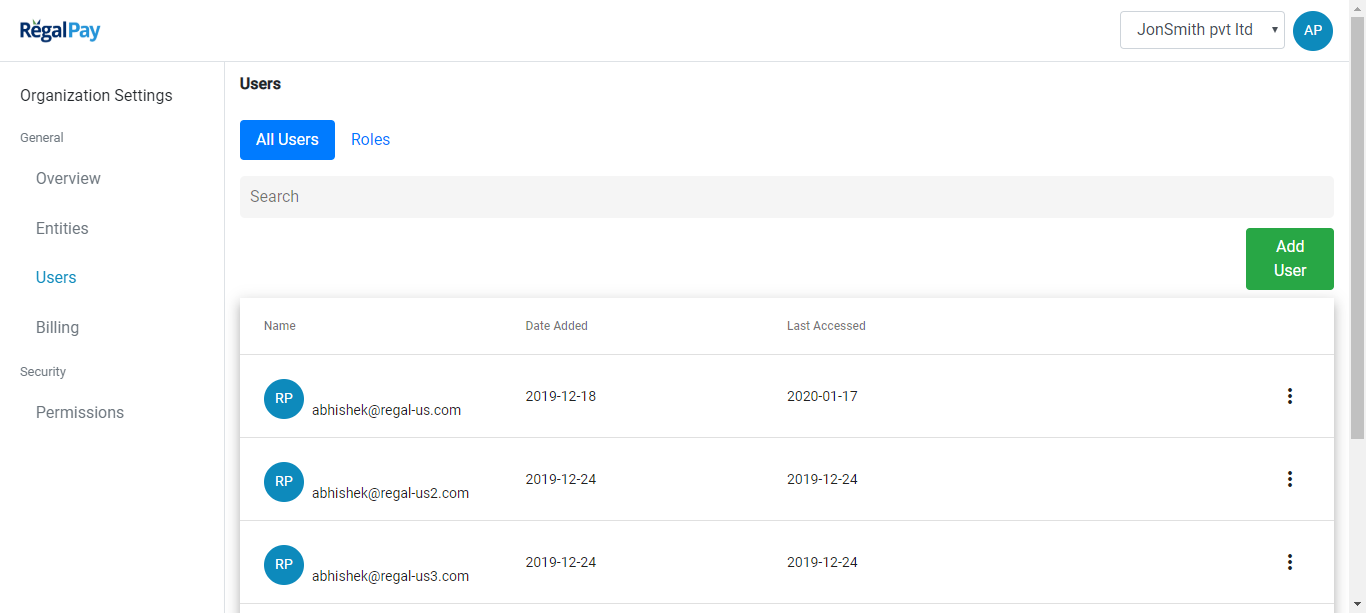 RegalPay
JonSmith pvt ltd
AP
Organization Settings
General
Overview
Entities
Users
Billing
Security
Permissions
Users
All Users Roles
Search
Add
User
Name Date Added Last Accessed
RP abhishek@regal-us.com 2019-12-18 2020-01-17
RP abhishek@regal-us2.com 2019-12-24 2019-12-24
RP abhishek@regal-us3.com 2019-12-24 2019-12-24